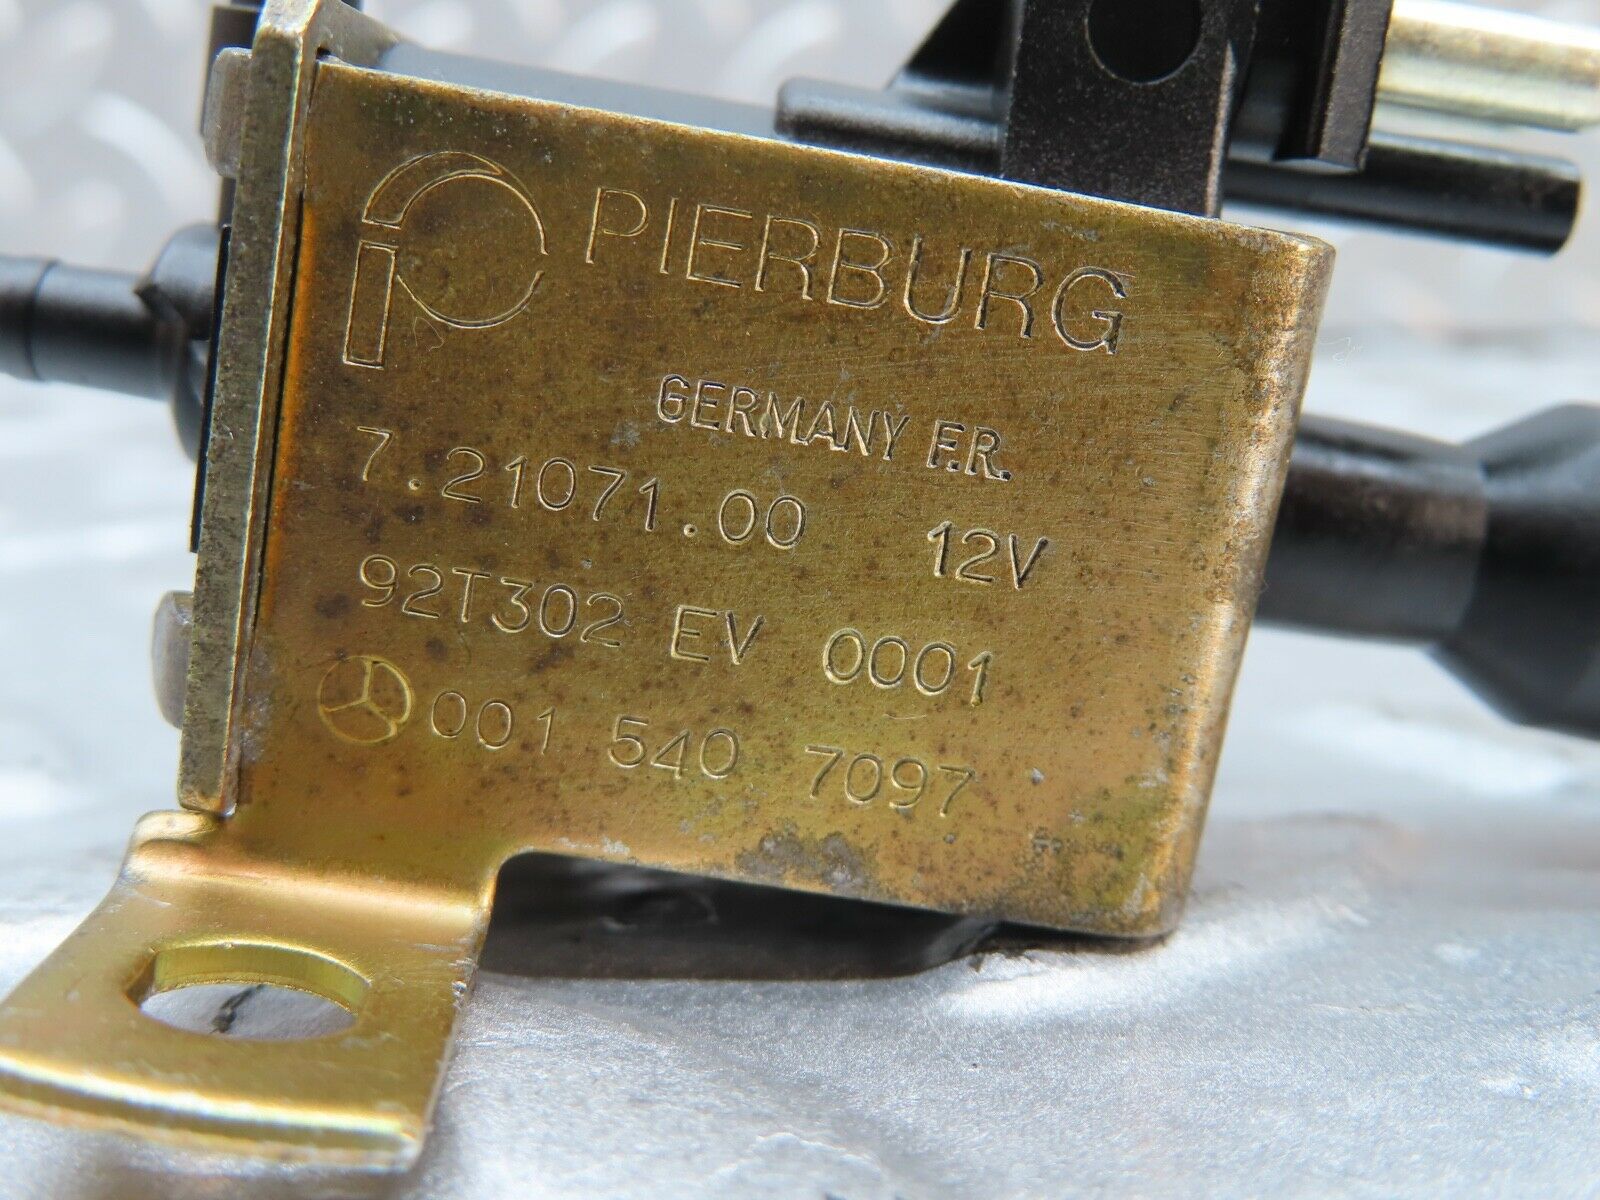 PIERBURG
GERMANY F.R.
7.21071.00 12V
92T302 EV 0001
001 540 7097